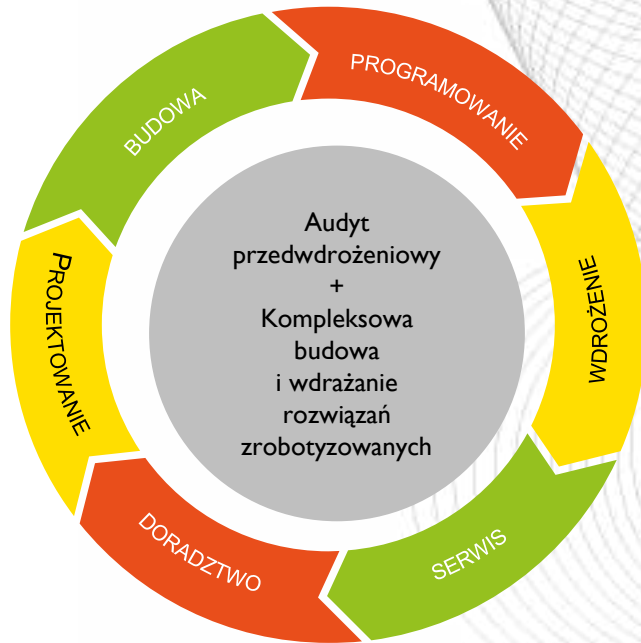 BUDOWA
PROGRAMOWANIE
WDROŻENIE
SERWIS
DORADZTWO
PROJEKTOWANIE
Audyt
przedwdrożeniowy
+
Kompleksowa
budowa
i wdrażanie
rozwiązań
zrobotyzowanych